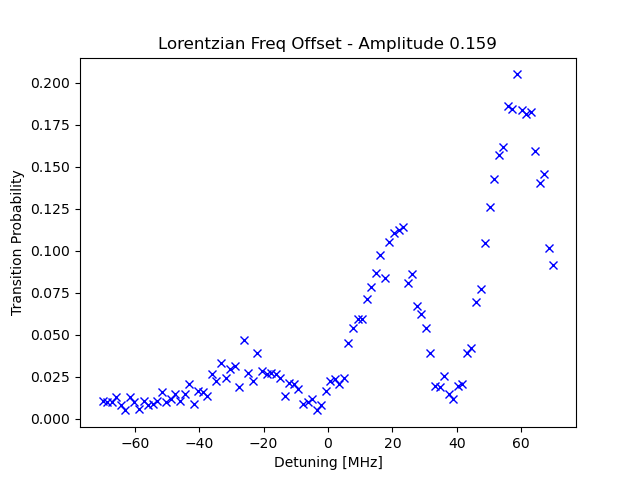 Lorentzian Freq Offset - Amplitude 0.159
0.200
0.175
0.150
0.125
0.100
0.075
0.050
0.025
0.000
Transition Probability
−60 −40 −20 0 20 40 60
Detuning [MHz]